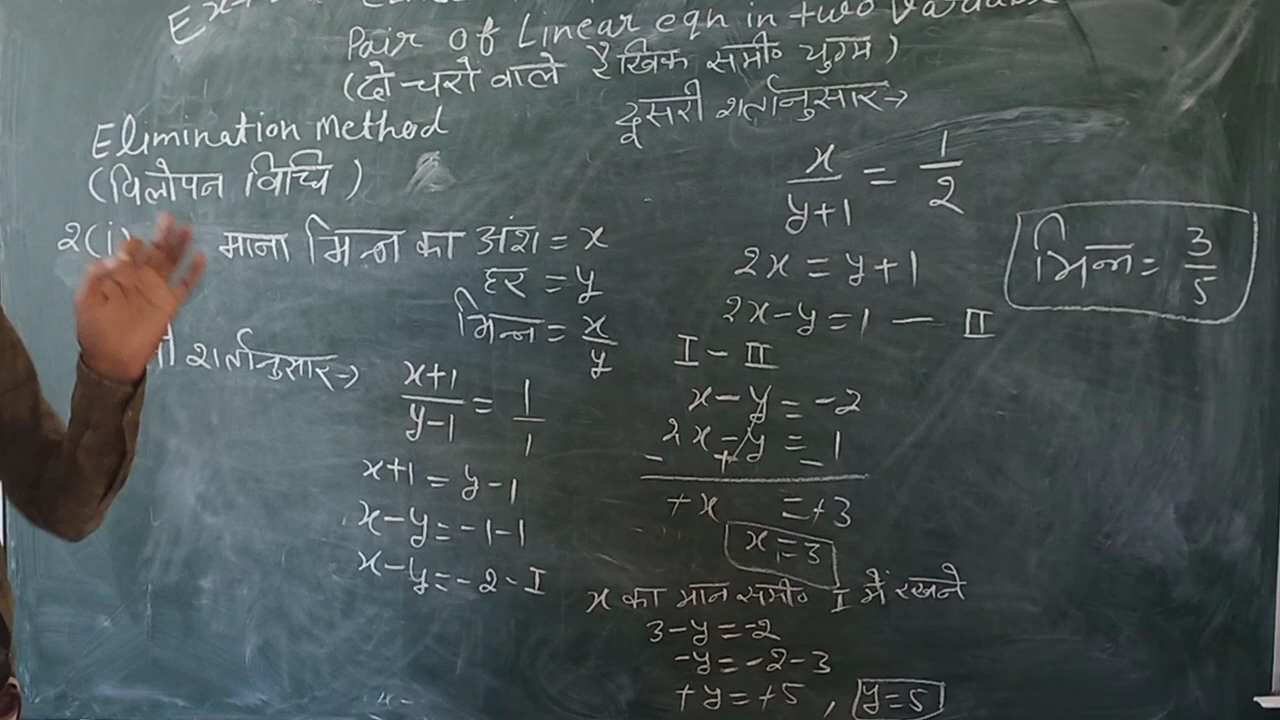 Pair of Linear eqn in two Variable
(दो चरो वाले रैखिक समी० युग्म)
Elimination Method
(विलोपन विधि)
2(i) माना भिन्न का अंश = x
हर = y
भिन्न = x/y
शर्तानुसार→ x+1/y-1 = 1/1
x+1 = y-1
x-y = -1-1
x-y = -2 - I
दूसरी शर्तानुसार→
x/y+1 = 1/2
2x = y+1
2x-y = 1 — II
I - II
x - y = -2
2x - y = 1
- + -
+x = +3
x = 3
x का मान समी० I में रखने
3-y = -2
-y = -2-3
+y = +5, y = 5
भिन्न = 3/5